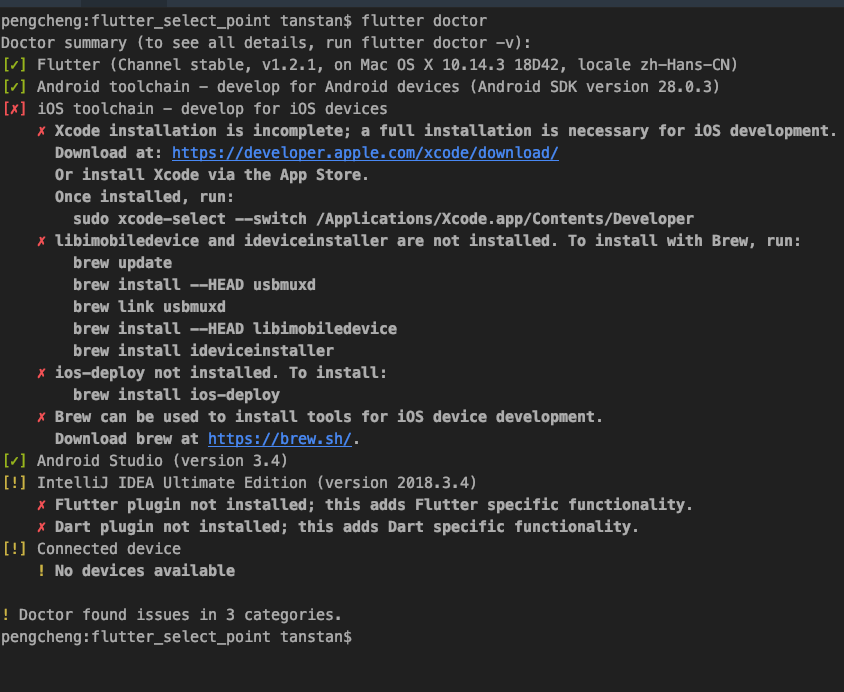 pengcheng:flutter_select_point tanstan$ flutter doctor
Doctor summary (to see all details, run flutter doctor -v):
[✓] Flutter (Channel stable, v1.2.1, on Mac OS X 10.14.3 18D42, locale zh-Hans-CN)
[✓] Android toolchain - develop for Android devices (Android SDK version 28.0.3)
[✗] iOS toolchain - develop for iOS devices
    ✗ Xcode installation is incomplete; a full installation is necessary for iOS development.
      Download at: https://developer.apple.com/xcode/download/
      Or install Xcode via the App Store.
      Once installed, run:
        sudo xcode-select --switch /Applications/Xcode.app/Contents/Developer
    ✗ libimobiledevice and ideviceinstaller are not installed. To install with Brew, run:
        brew update
        brew install --HEAD usbmuxd
        brew link usbmuxd
        brew install --HEAD libimobiledevice
        brew install ideviceinstaller
    ✗ ios-deploy not installed. To install:
        brew install ios-deploy
    ✗ Brew can be used to install tools for iOS device development.
      Download brew at https://brew.sh/.
[✓] Android Studio (version 3.4)
[!] IntelliJ IDEA Ultimate Edition (version 2018.3.4)
    ✗ Flutter plugin not installed; this adds Flutter specific functionality.
    ✗ Dart plugin not installed; this adds Dart specific functionality.
[!] Connected device
    ! No devices available
! Doctor found issues in 3 categories.
pengcheng:flutter_select_point tanstan$